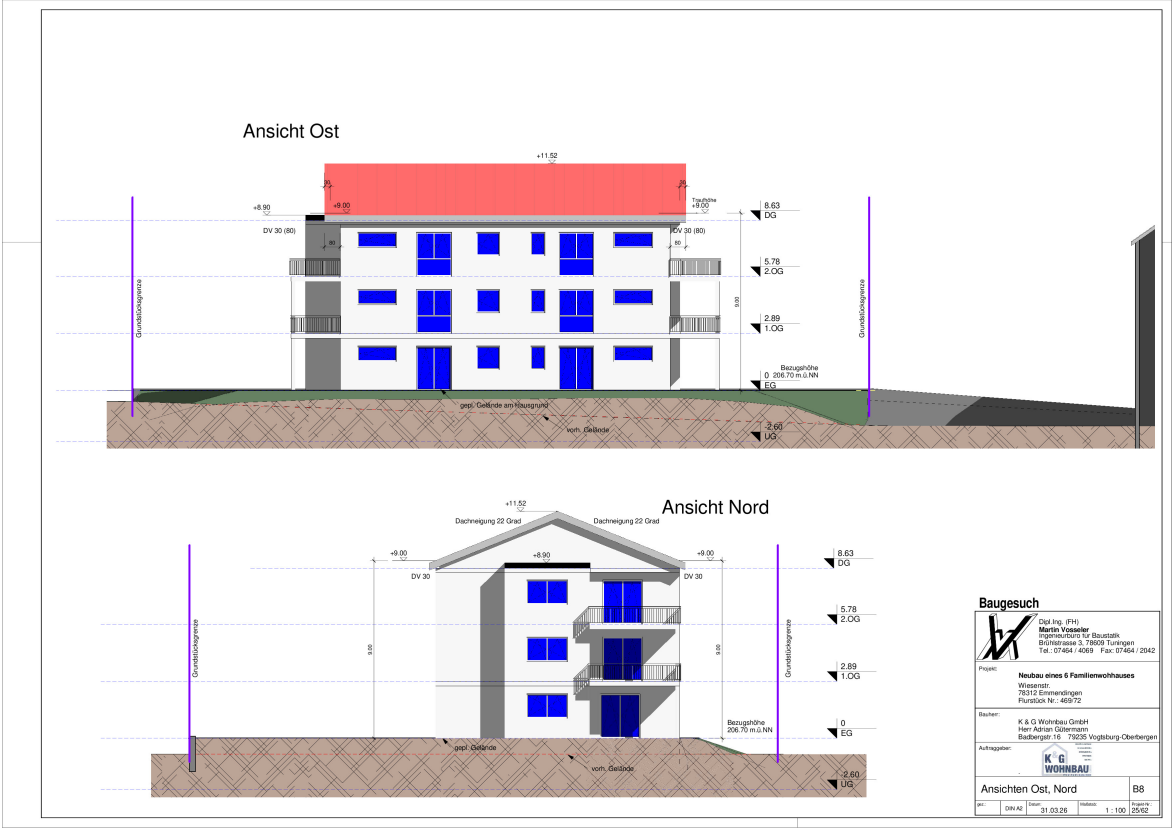 Ansicht Ost
+11.52
30
30
Traufhöhe
+8.90
+9.00
+9.00
8.63
DG
DV 30 (80)
DV 30 (80)
80
80
5.78
2.OG
Grundstücksgrenze
Grundstücksgrenze
9.00
2.89
1.OG
Bezugshöhe
0 206.70 m.ü.NN
EG
gepl. Gelände am Hausgrund
vorh. Gelände
-2.60
UG
Ansicht Nord
+11.52
Dachneigung 22 Grad
Dachneigung 22 Grad
+9.00
+8.90
+9.00
8.63
DG
DV 30
DV 30
5.78
2.OG
Grundstücksgrenze
Grundstücksgrenze
9.00
9.00
2.89
1.OG
Bezugshöhe
206.70 m.ü.NN
0
EG
gepl. Gelände
vorh. Gelände
-2.60
UG
Baugesuch
Dipl.Ing. (FH)
Martin Vosseler
Ingenieurbüro für Baustatik
Brühlstrasse 3, 78609 Tuningen
Tel.: 07464 / 4069 Fax: 07464 / 2042
Projekt:
Neubau eines 6 Familienwohhauses
Wiesenstr.
78312 Emmendingen
Flurstück Nr.: 469/72
Bauherr:
K & G Wohnbau GmbH
Herr Adrian Gütermann
Badbergstr.16 79235 Vogtsburg-Oberbergen
Auftraggeber:
K&G
WOHNBAU
Ansichten Ost, Nord
B8
gez.:
DIN A2
Datum
31.03.26
Maßstab:
1 : 100
Projekt-Nr.:
25/62